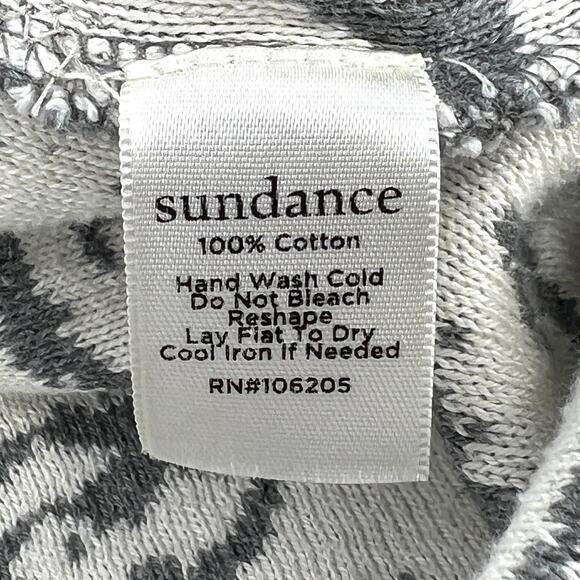 sundance
100% Cotton
Hand Wash Cold
Do Not Bleach
Reshape
Lay Flat To Dry
Cool Iron If Needed
RN#106205